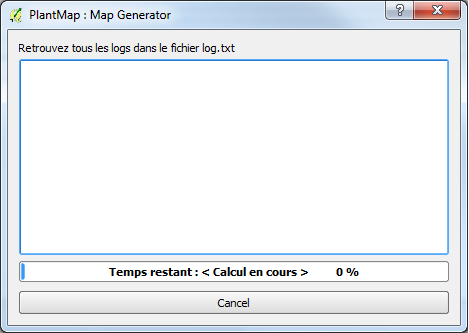 PlantMap : Map Generator
Retrouvez tous les logs dans le fichier log.txt
Temps restant : < Calcul en cours > 0 %
Cancel